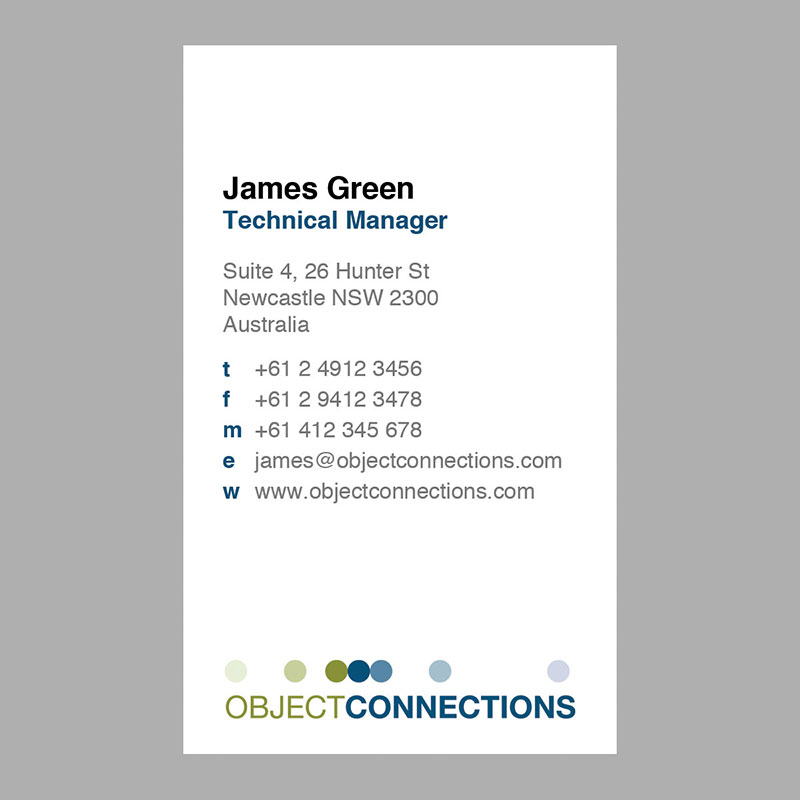 James Green
Technical Manager
Suite 4, 26 Hunter St
Newcastle NSW 2300
Australia
t +61 2 4912 3456
f +61 2 9412 3478
m +61 412 345 678
e james@objectconnections.com
w www.objectconnections.com
OBJECTCONNECTIONS